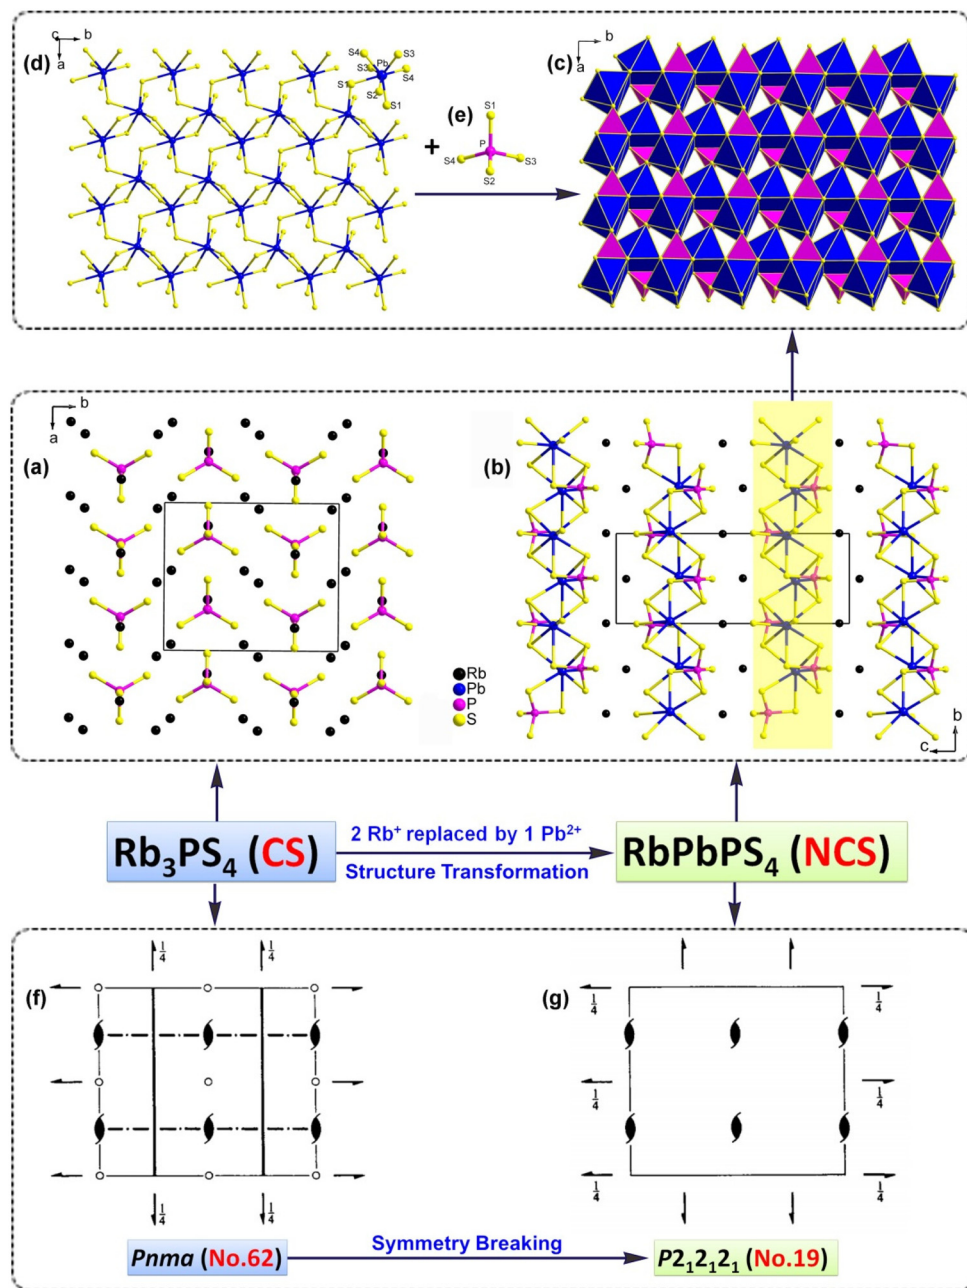 (d)
c b
a
S4
S3
S3
Pb
S4
S1
S2
S1
+
(e)
S1
P
S4
S3
S2
(c)
b
a
(a)
b
a
Rb
Pb
P
S
(b)
b
c
Rb₃PS₄ (CS)
2 Rb⁺ replaced by 1 Pb²⁺
Structure Transformation
RbPbPS₄ (NCS)
(f)
1/4
1/4
1/4
1/4
Pnma (No.62)
Symmetry Breaking
(g)
1/4
1/4
1/4
1/4
1/4
1/4
P2₁2₁2₁ (No.19)